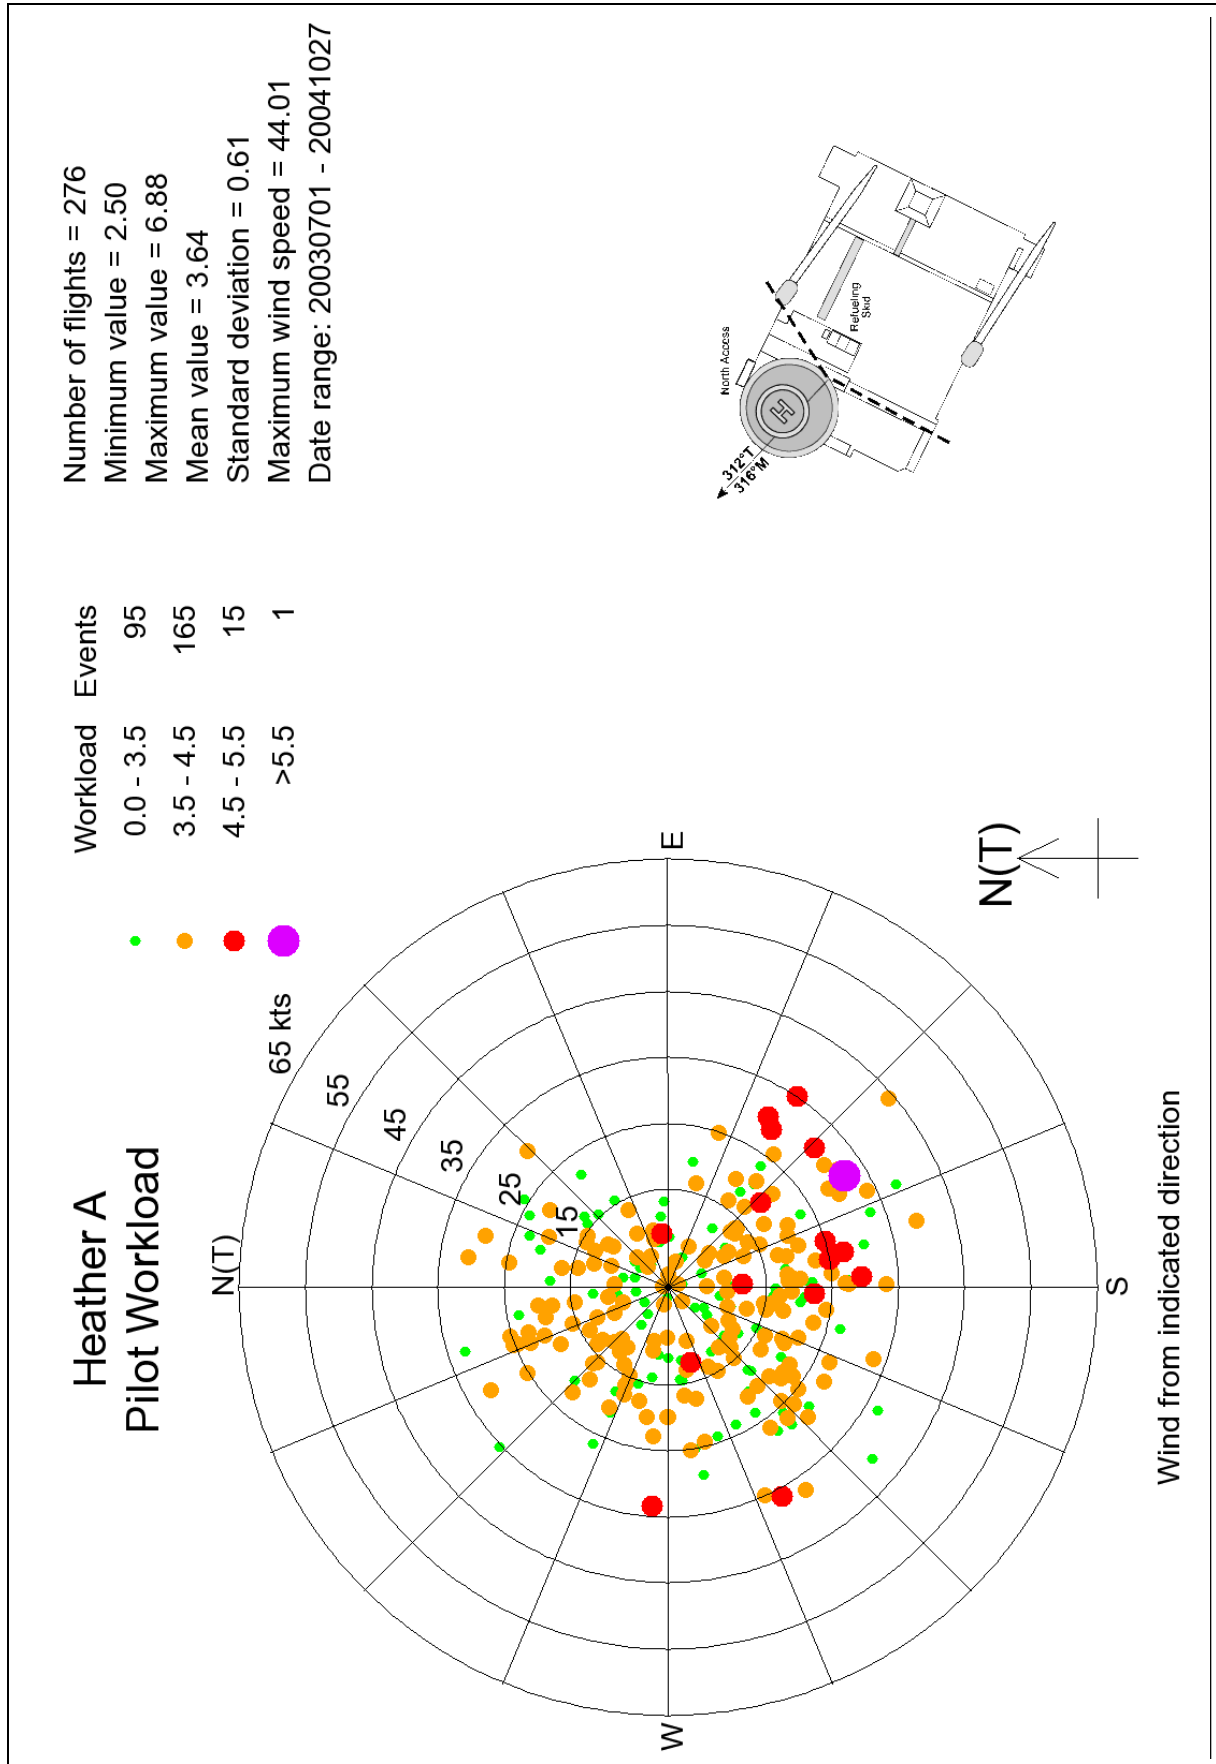 Heather A
Pilot Workload
Workload Events
0.0 - 3.5 95
3.5 - 4.5 165
4.5 - 5.5 15
>5.5 1
Number of flights = 276
Minimum value = 2.50
Maximum value = 6.88
Mean value = 3.64
Standard deviation = 0.61
Maximum wind speed = 44.01
Date range: 20030701 - 20041027
N(T)
65 kts
55
45
35
25
15
W
E
S
N(T)
Wind from indicated direction
North Access
Refueling
Skid
H
312°T
316°M